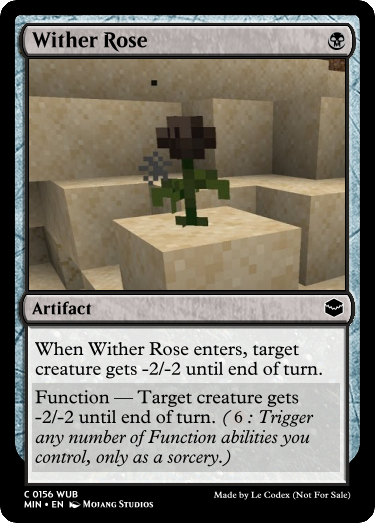 Wither Rose
Artifact
When Wither Rose enters, target
creature gets -2/-2 until end of turn.
Function — Target creature gets
-2/-2 until end of turn. ( 6 : Trigger
any number of Function abilities you
control, only as a sorcery.)
C 0156 WUB
MIN • EN Mojang Studios
Made by Le Codex (Not For Sale)